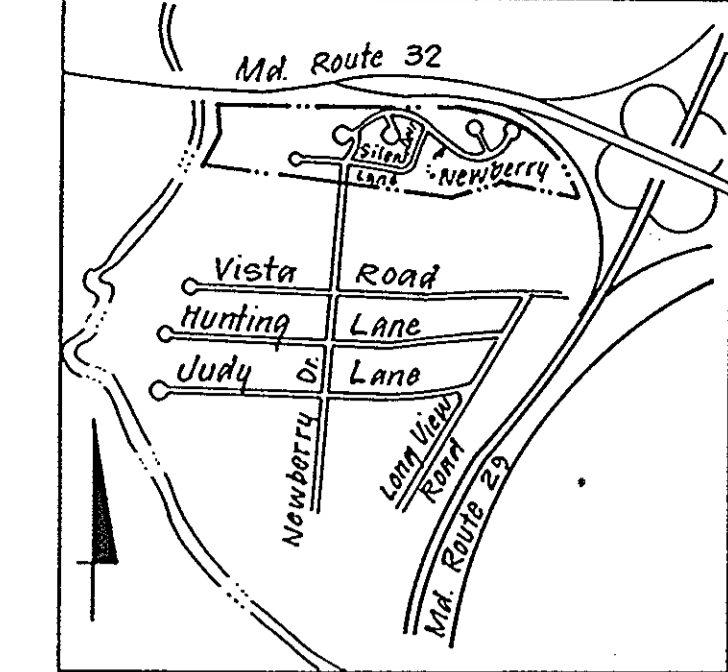 Md. Route 32
Silent
Land
Newberry
Vista Road
Hunting Lane
Judy Lane
Newberry Dr.
Long View
Road
Md. Route 29